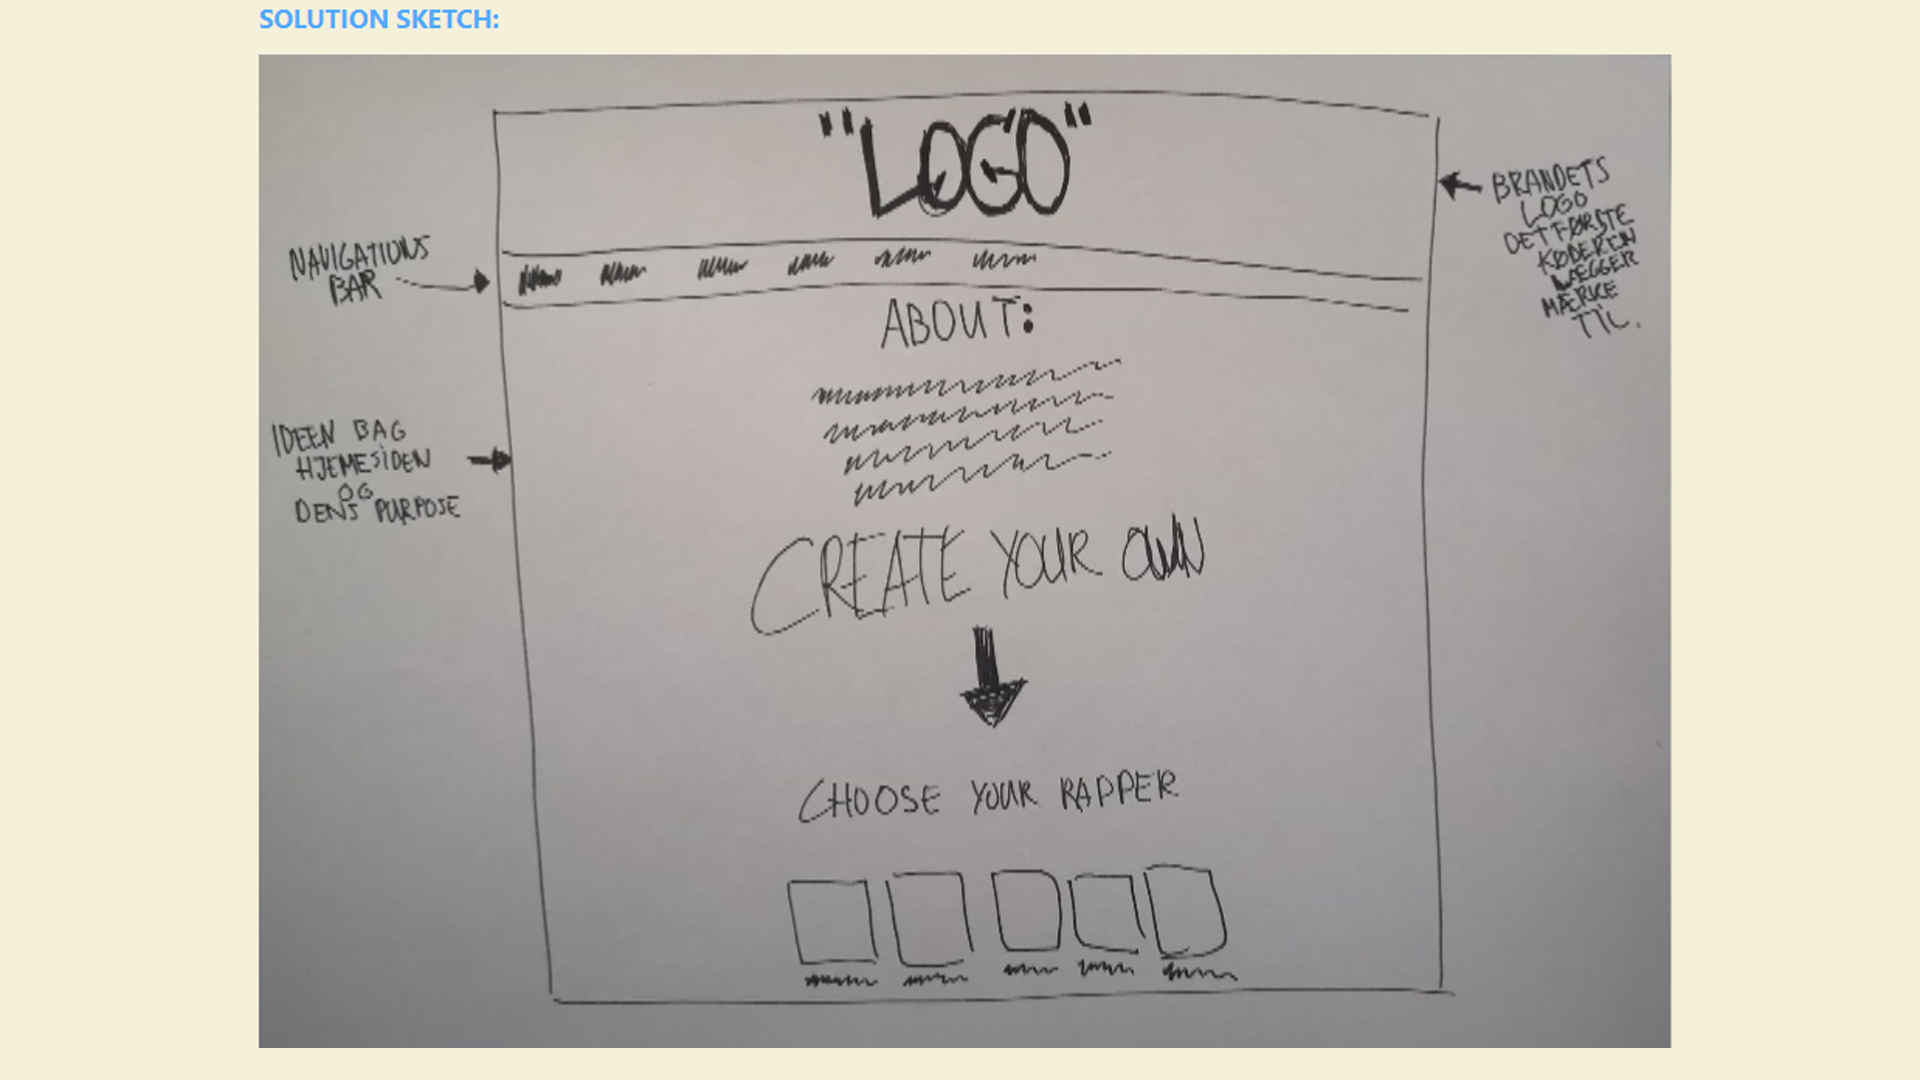 SOLUTION SKETCH:
"LOGO"
BRANDETS
LOGO
DET FØRSTE
KØBEREN
LÆGGER
MÆRKE
TIL.
NAVIGATIONS
BAR
ABOUT:
IDEEN BAG
HJEMESIDEN
OG
DENS PURPOSE
CREATE YOUR OWN
CHOOSE YOUR RAPPER